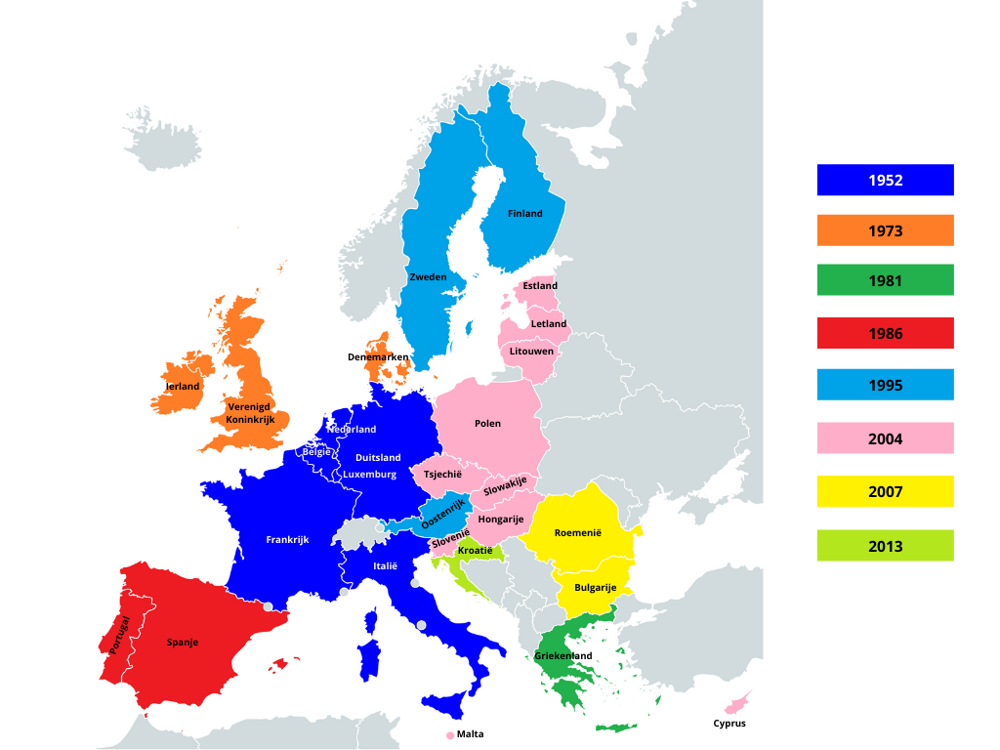 Finland
Zweden
Estland
Letland
Litouwen
Denemarken
Ierland
Verenigd
Koninkrijk
Nederland
Polen
België
Duitsland
Luxemburg
Tsjechië
Slowakije
Oostenrijk
Hongarije
Frankrijk
Slovenië
Kroatië
Roemenië
Italië
Bulgarije
Portugal
Spanje
Griekenland
Malta
Cyprus
1952
1973
1981
1986
1995
2004
2007
2013